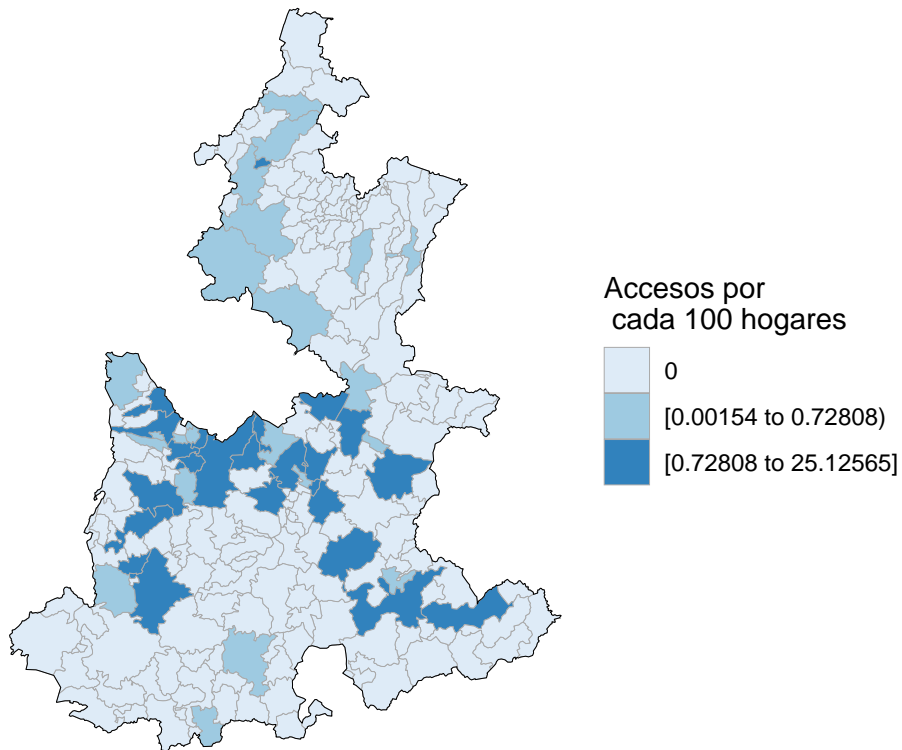 Accesos por
cada 100 hogares
0
[0.00154 to 0.72808)
[0.72808 to 25.12565]